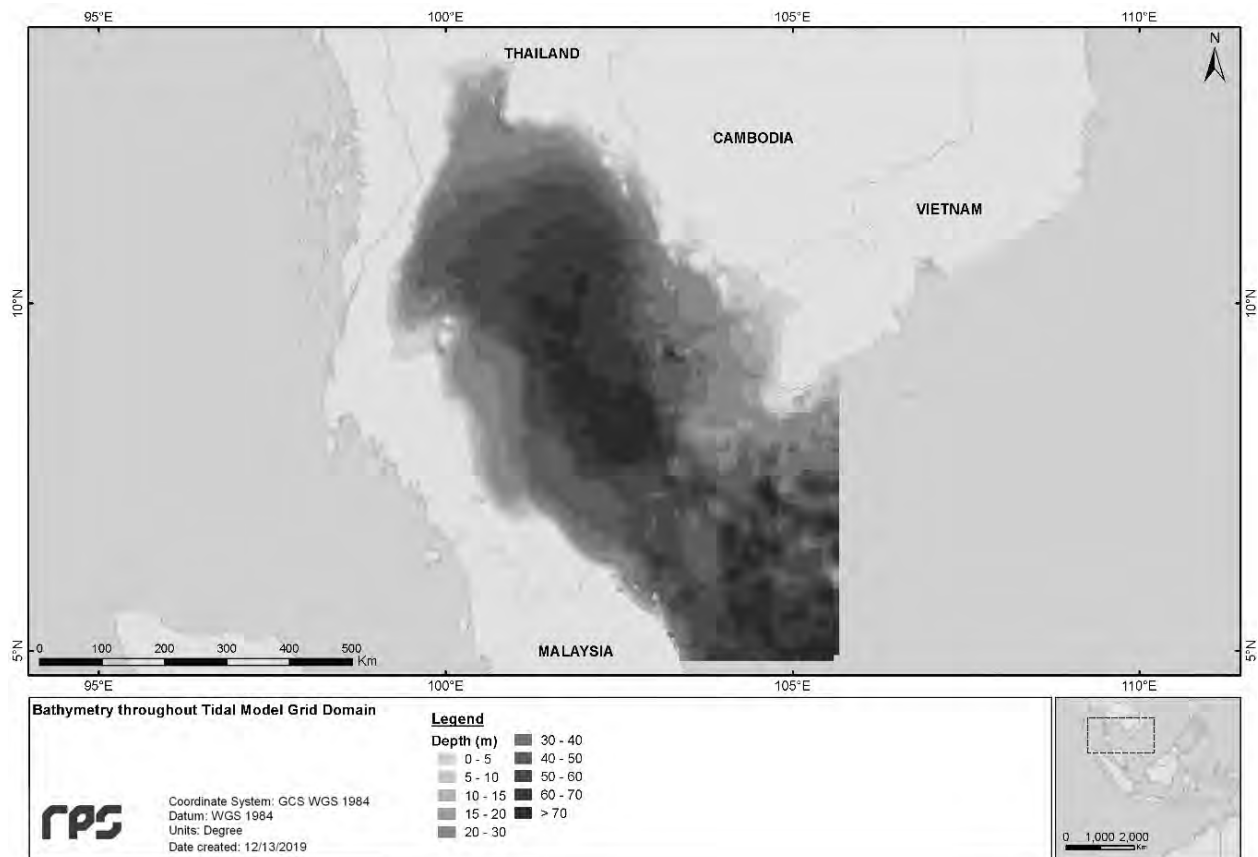 95°E 100°E 105°E 110°E
THAILAND
N
CAMBODIA
VIETNAM
10°N 10°N
MALAYSIA
5°N 5°N
0 100 200 300 400 500
Km
95°E 100°E 105°E 110°E
Bathymetry throughout Tidal Model Grid Domain
Legend
Depth (m)
0 - 5
5 - 10
10 - 15
15 - 20
20 - 30
30 - 40
40 - 50
50 - 60
60 - 70
> 70
rps
Coordinate System: GCS WGS 1984
Datum: WGS 1984
Units: Degree
Date created: 12/13/2019
0 1,000 2,000
Km